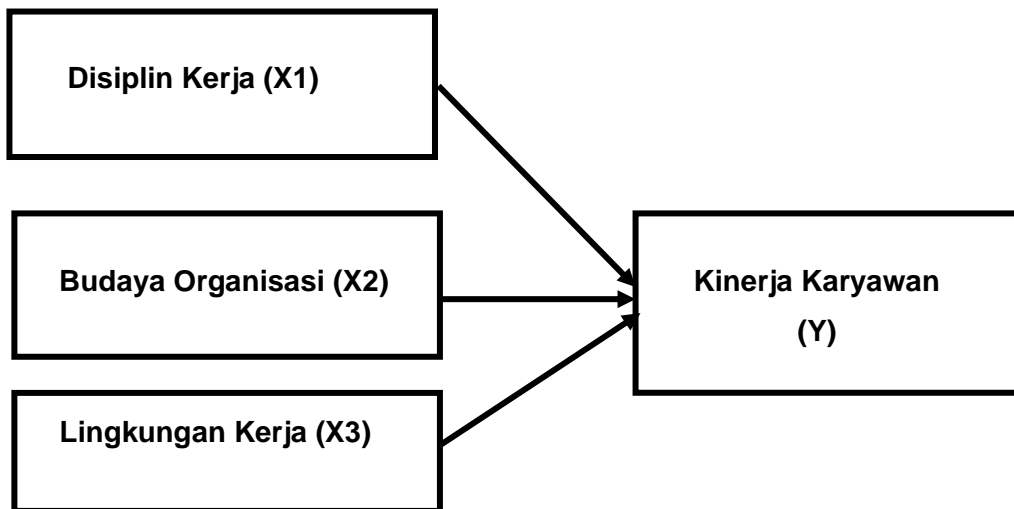 Disiplin Kerja (X1)
Budaya Organisasi (X2)
Lingkungan Kerja (X3)
Kinerja Karyawan
(Y)